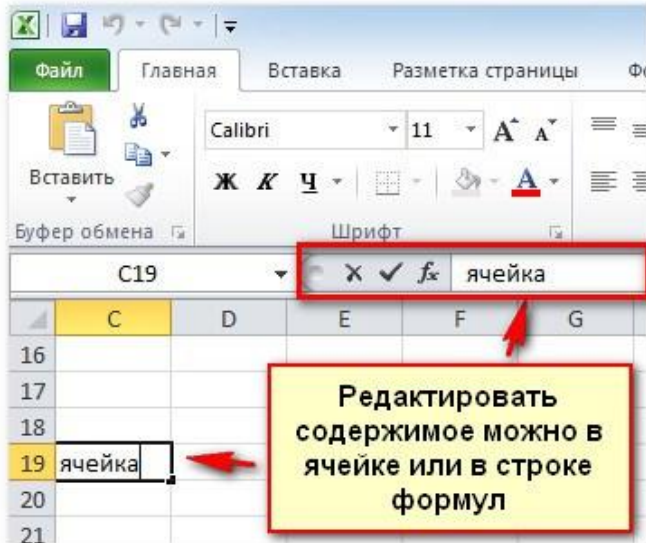 Файл Главная Вставка Разметка страницы
Calibri 11 А А
Вставить
Ж К Ч А
Буфер обмена Шрифт
C19 fx ячейка
C D E F G
16
17
18
19 ячейка
20
21
Редактировать
содержимое можно в
ячейке или в строке
формул